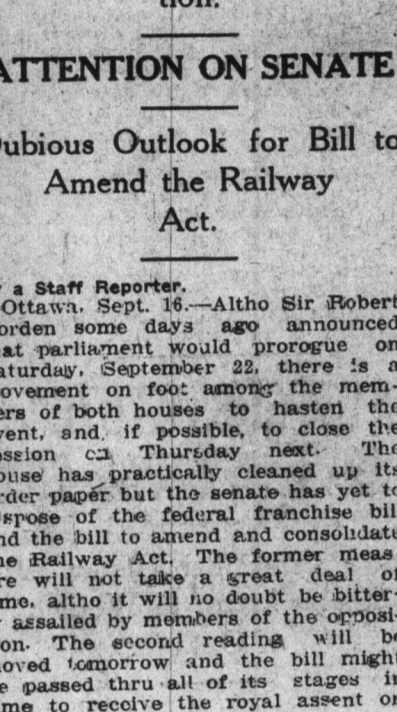 tion.
ATTENTION ON SENATE
ubious Outlook for Bill to
Amend the Railway
Act.
y a Staff Reporter.
Ottawa, Sept. 16.—Altho Sir Robert
orden some days ago announced
at parliament would prorogue on
aturday, September 22, there is a
ovement on foot among the mem-
ers of both houses to hasten the
vent, and, if possible, to close the
ession on Thursday next. The
ouse has practically cleaned up its
rder paper but the senate has yet to
spose of the federal franchise bill
nd the bill to amend and consolidate
he Railway Act. The former meas-
re will not take a great deal of
me, altho it will no doubt be bitter-
y assailed by members of the opposi-
on. The second reading will be
oved tomorrow and the bill might
e passed thru all of its stages in
me to receive the royal assent on